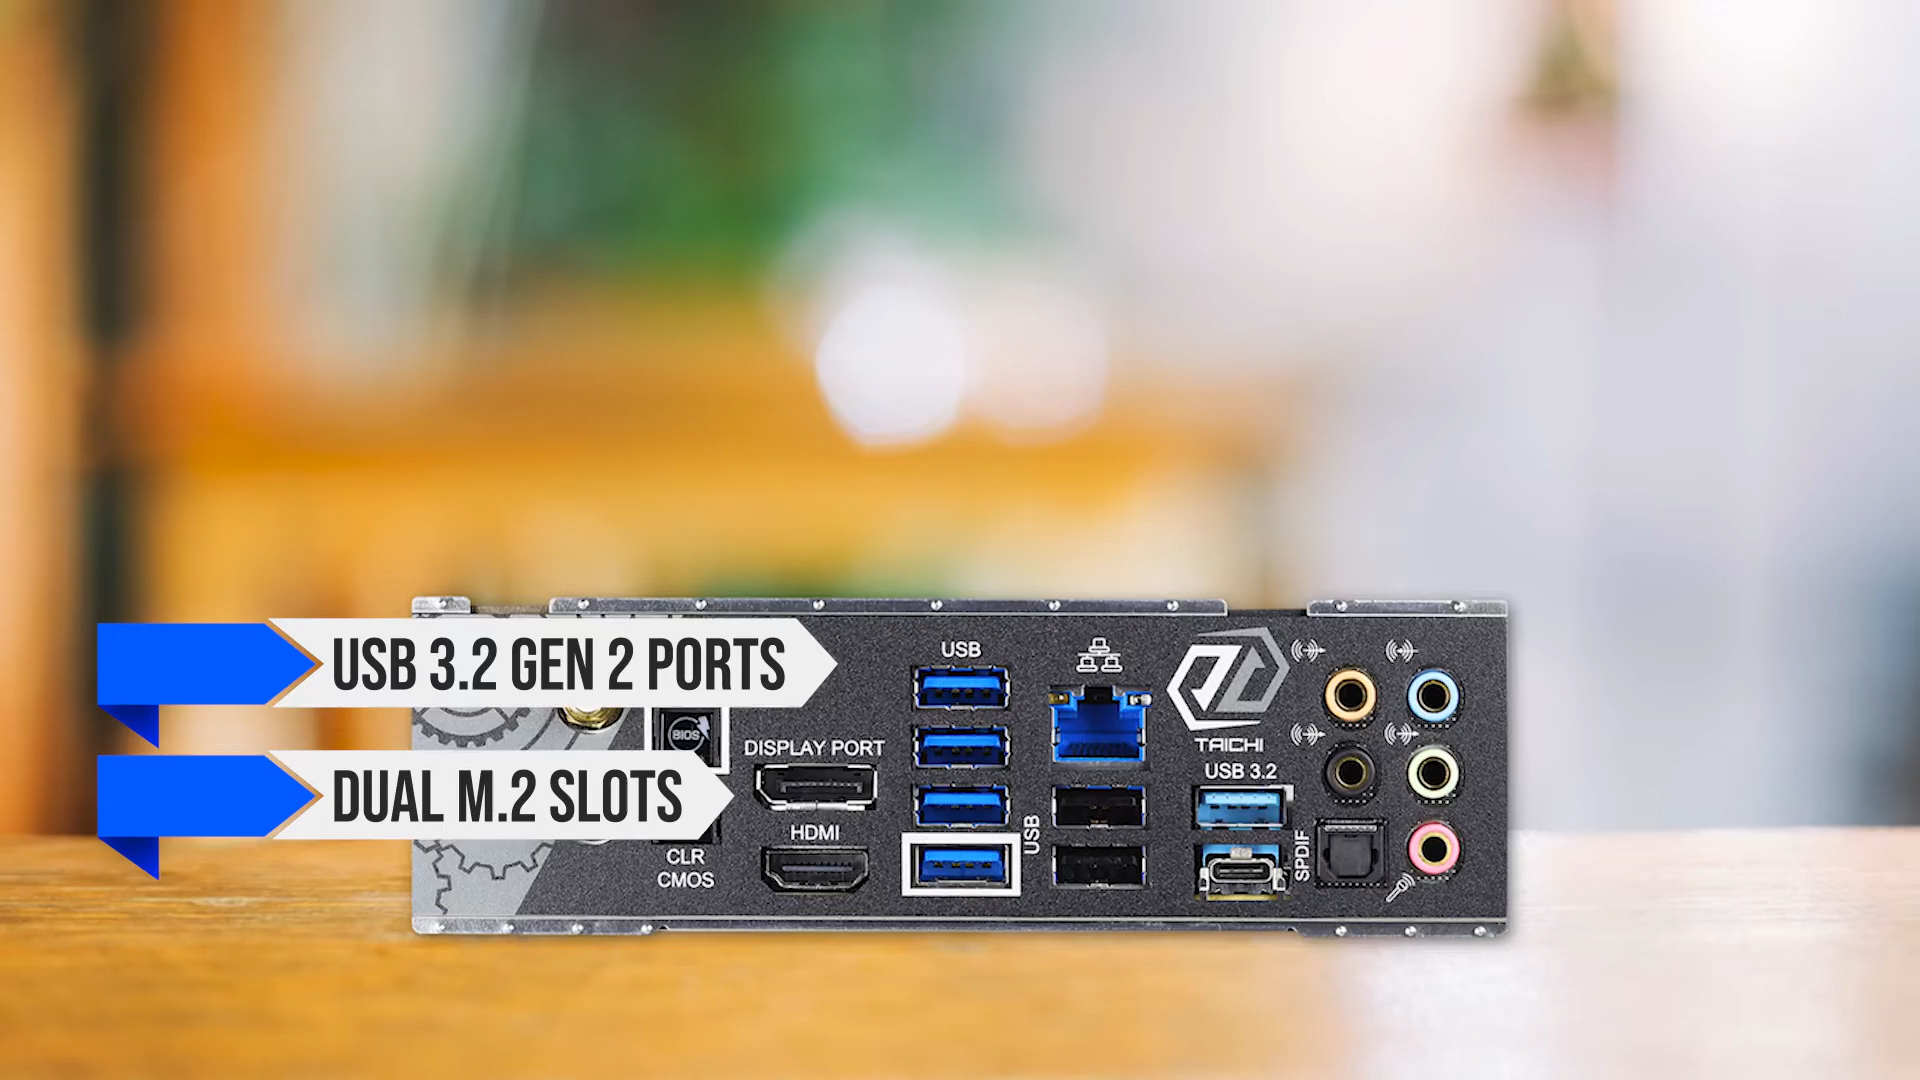 USB 3.2 GEN 2 PORTS
DUAL M.2 SLOTS
BIOS
CLR
CMOS
DISPLAY PORT
HDMI
USB
USB
TAICHI
USB 3.2
SPDIF